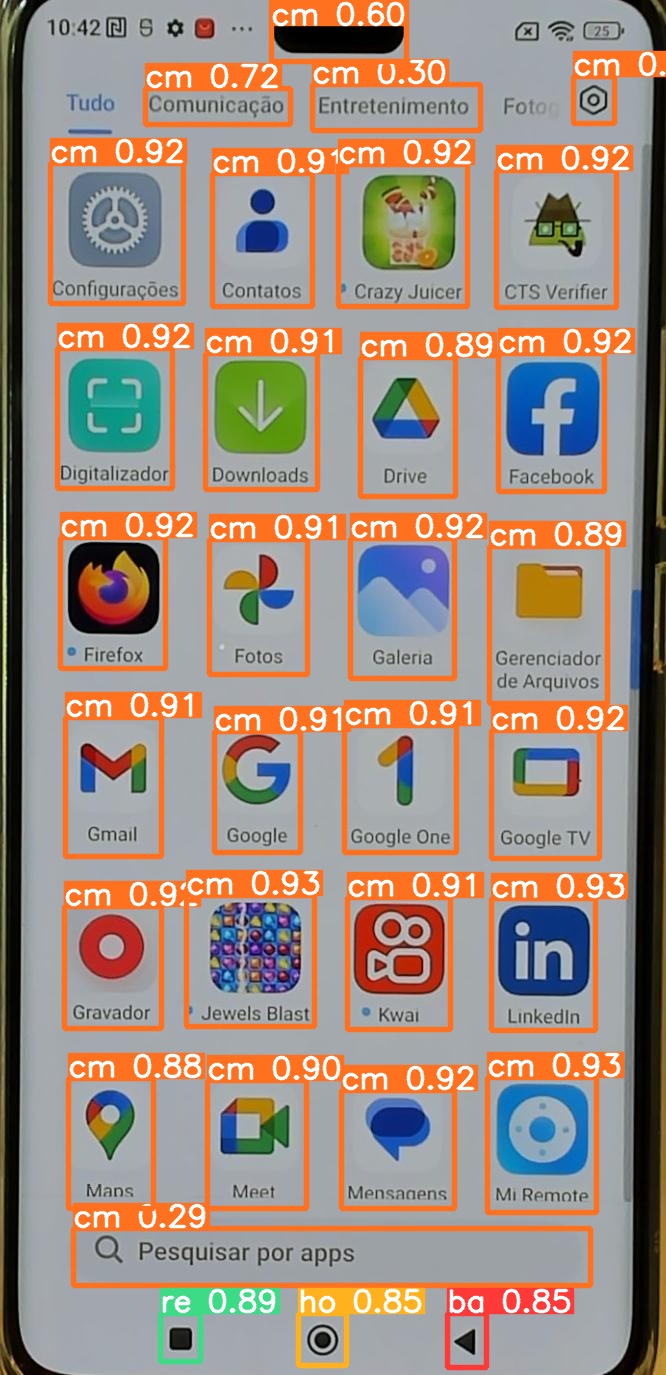 cm 0.60
10:42 ... 25
cm 0.72 cm 0.30 cm 0.
Tudo Comunicação Entretenimento Fotog
cm 0.92 cm 0.91 cm 0.92 cm 0.92
Configurações Contatos Crazy Juicer CTS Verifier
cm 0.92 cm 0.91 cm 0.89 cm 0.92
Digitalizador Downloads Drive Facebook
cm 0.92 cm 0.91 cm 0.92 cm 0.89
Firefox Fotos Galeria Gerenciador
de Arquivos
cm 0.91 cm 0.91 cm 0.91 cm 0.92
Gmail Google Google One Google TV
cm 0.92 cm 0.93 cm 0.91 cm 0.93
in
Gravador Jewels Blast Kwai LinkedIn
cm 0.88 cm 0.90 cm 0.92 cm 0.93
Maps Meet Mensagens Mi Remote
cm 0.29
Pesquisar por apps
re 0.89 ho 0.85 ba 0.85